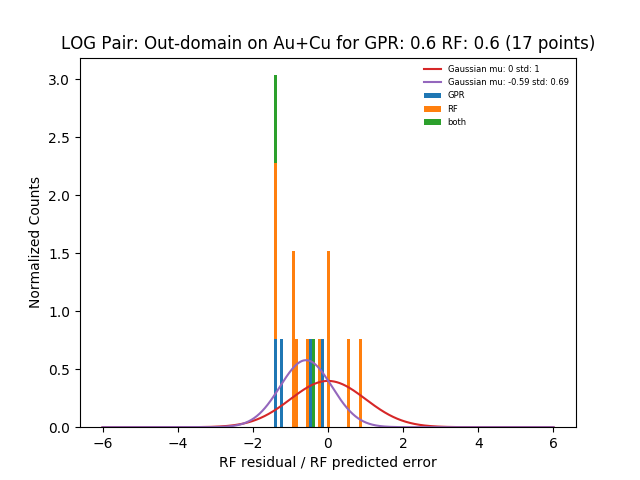 LOG Pair: Out-domain on Au+Cu for GPR: 0.6 RF: 0.6 (17 points)
Gaussian mu: 0 std: 1
Gaussian mu: -0.59 std: 0.69
GPR
RF
both
Normalized Counts
3.0
2.5
2.0
1.5
1.0
0.5
0.0
−6 −4 −2 0 2 4 6
RF residual / RF predicted error